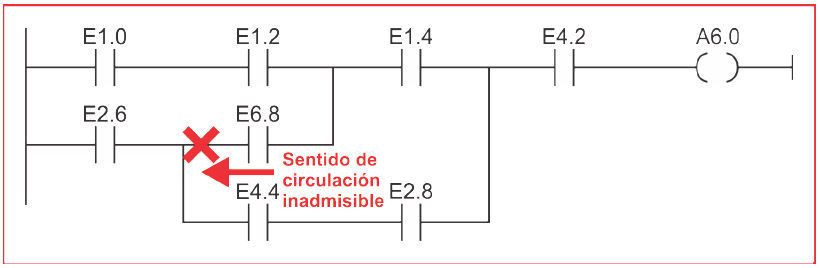 E1.0 E1.2 E1.4 E4.2 A6.0
E2.6 E6.8
Sentido de
circulación
inadmisible
E4.4 E2.8